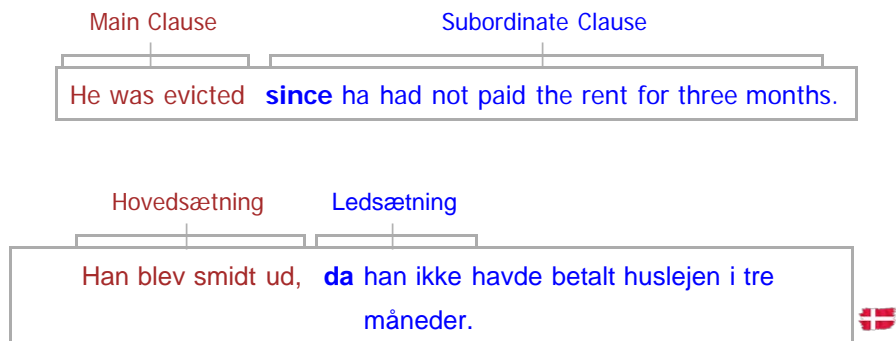 Main Clause Subordinate Clause
He was evicted since ha had not paid the rent for three months.
Hovedsætning Ledsætning
Han blev smidt ud, da han ikke havde betalt huslejen i tre
måneder.